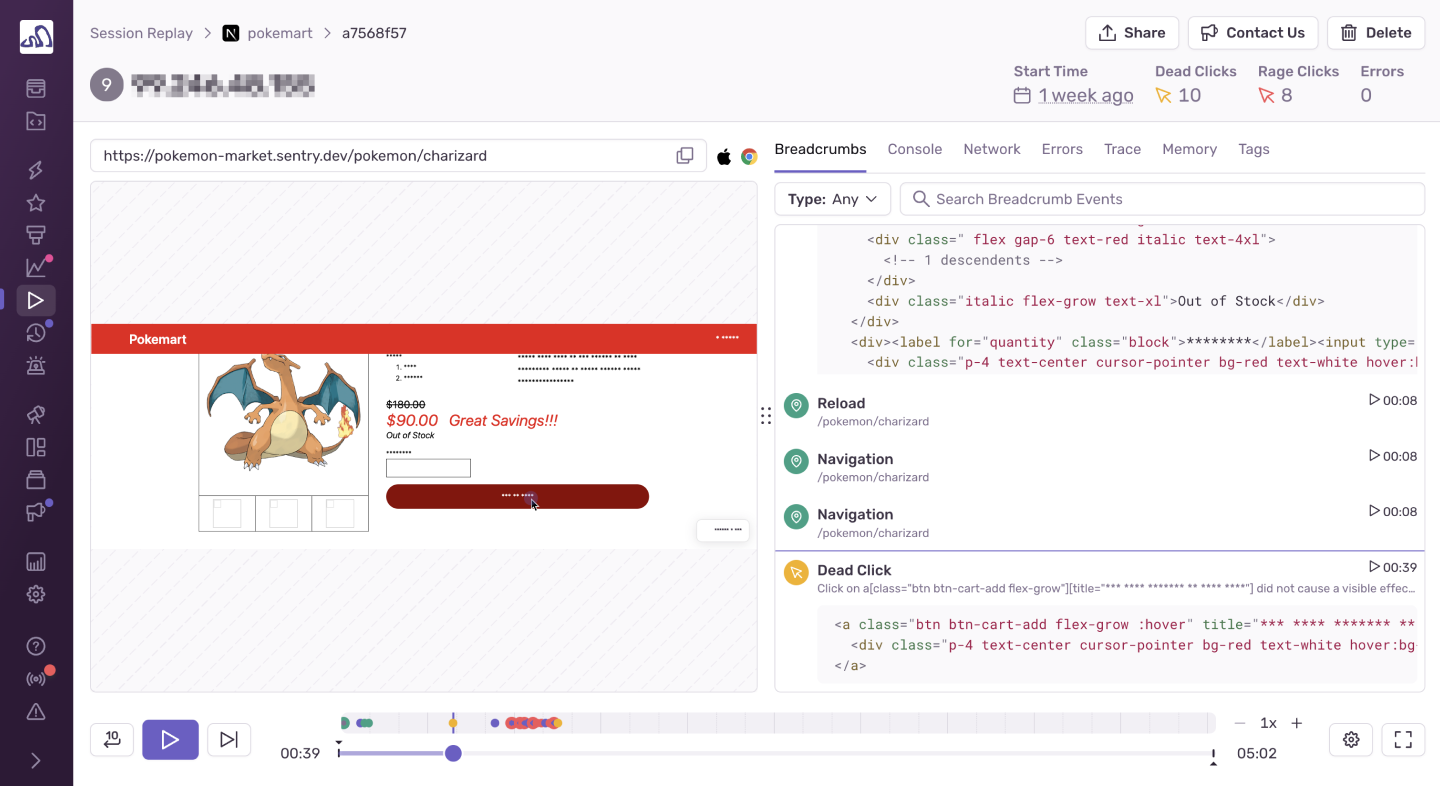 Session Replay > N pokemart > a7568f57
Share
Contact Us
Delete
9
Start Time
1 week ago
Dead Clicks
10
Rage Clicks
8
Errors
0
https://pokemon-market.sentry.dev/pokemon/charizard
Pokemart
* *****
*****
1. ****
2. ******
$180.00
$90.00 Great Savings!!!
Out of Stock
********
*** ** ****
****** * ***
Breadcrumbs Console Network Errors Trace Memory Tags
Type: Any
Search Breadcrumb Events
<div class=" flex gap-6 text-red italic text-4xl">
<!-- 1 descendents -->
</div>
<div class="italic flex-grow text-xl">Out of Stock</div>
</div>
<div><label for="quantity" class="block">********</label><input type=
<div class="p-4 text-center cursor-pointer bg-red text-white hover:b
Reload
00:08
/pokemon/charizard
Navigation
00:08
/pokemon/charizard
Navigation
00:08
/pokemon/charizard
Dead Click
00:39
Click on a[class="btn btn-cart-add flex-grow"][title="*** **** ******* ** **** ****"] did not cause a visible effec…
<a class="btn btn-cart-add flex-grow :hover" title="*** **** ******* **
<div class="p-4 text-center cursor-pointer bg-red text-white hover:bg-
</a>
10
00:39
05:02
− 1x +